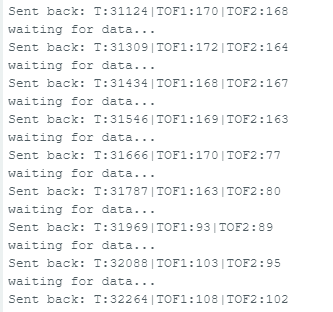 Sent back: T:31124|TOF1:170|TOF2:168
waiting for data...
Sent back: T:31309|TOF1:172|TOF2:164
waiting for data...
Sent back: T:31434|TOF1:168|TOF2:167
waiting for data...
Sent back: T:31546|TOF1:169|TOF2:163
waiting for data...
Sent back: T:31666|TOF1:170|TOF2:77
waiting for data...
Sent back: T:31787|TOF1:163|TOF2:80
waiting for data...
Sent back: T:31969|TOF1:93|TOF2:89
waiting for data...
Sent back: T:32088|TOF1:103|TOF2:95
waiting for data...
Sent back: T:32264|TOF1:108|TOF2:102